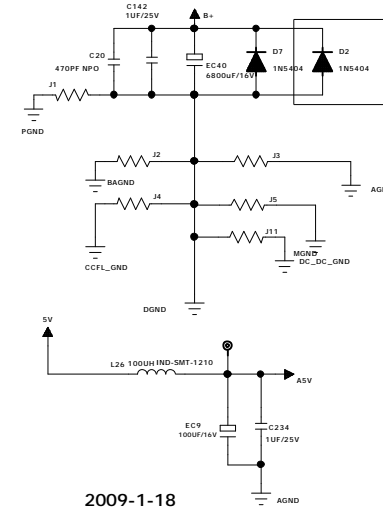 C142
1UF/25V
B+
C20
470PF NPO
EC40
6800uF/16V
D7
1N5404
D2
1N5404
J1
PGND
J2
J3
BAGND
J4
J5
J11
CCFL_GND
MGND
DC_DC_GND
DGND
5V
L26 100UH IND-SMT-1210
A5V
EC9
100UF/16V
C234
1UF/25V
AGND
2009-1-18